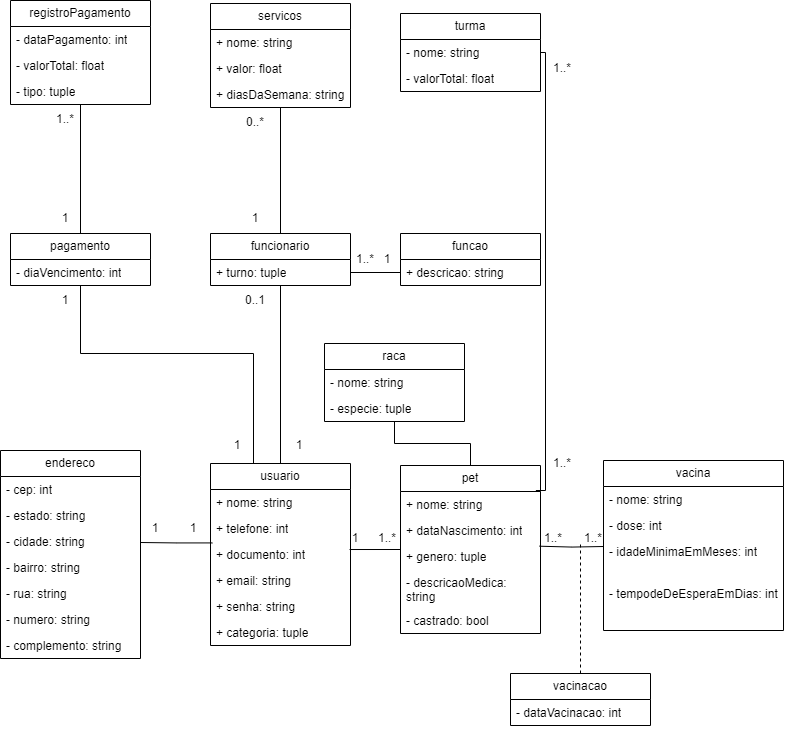 registroPagamento
- dataPagamento: int
- valorTotal: float
- tipo: tuple
servicos
+ nome: string
+ valor: float
+ diasDaSemana: string
turma
- nome: string
- valorTotal: float
1..*
1..*
0..*
1
1
pagamento
- diaVencimento: int
funcionario
+ turno: tuple
1..*
1
funcao
+ descricao: string
1
0..1
raca
- nome: string
- especie: tuple
1
1
1..*
endereco
- cep: int
- estado: string
- cidade: string
- bairro: string
- rua: string
- numero: string
- complemento: string
1
1
usuario
+ nome: string
+ telefone: int
+ documento: int
+ email: string
+ senha: string
+ categoria: tuple
1
1..*
pet
+ nome: string
+ dataNascimento: int
+ genero: tuple
- descricaoMedica:
string
- castrado: bool
1..*
1..*
vacina
- nome: string
- dose: int
- idadeMinimaEmMeses: int
- tempodeDeEsperaEmDias: int
vacinacao
- dataVacinacao: int